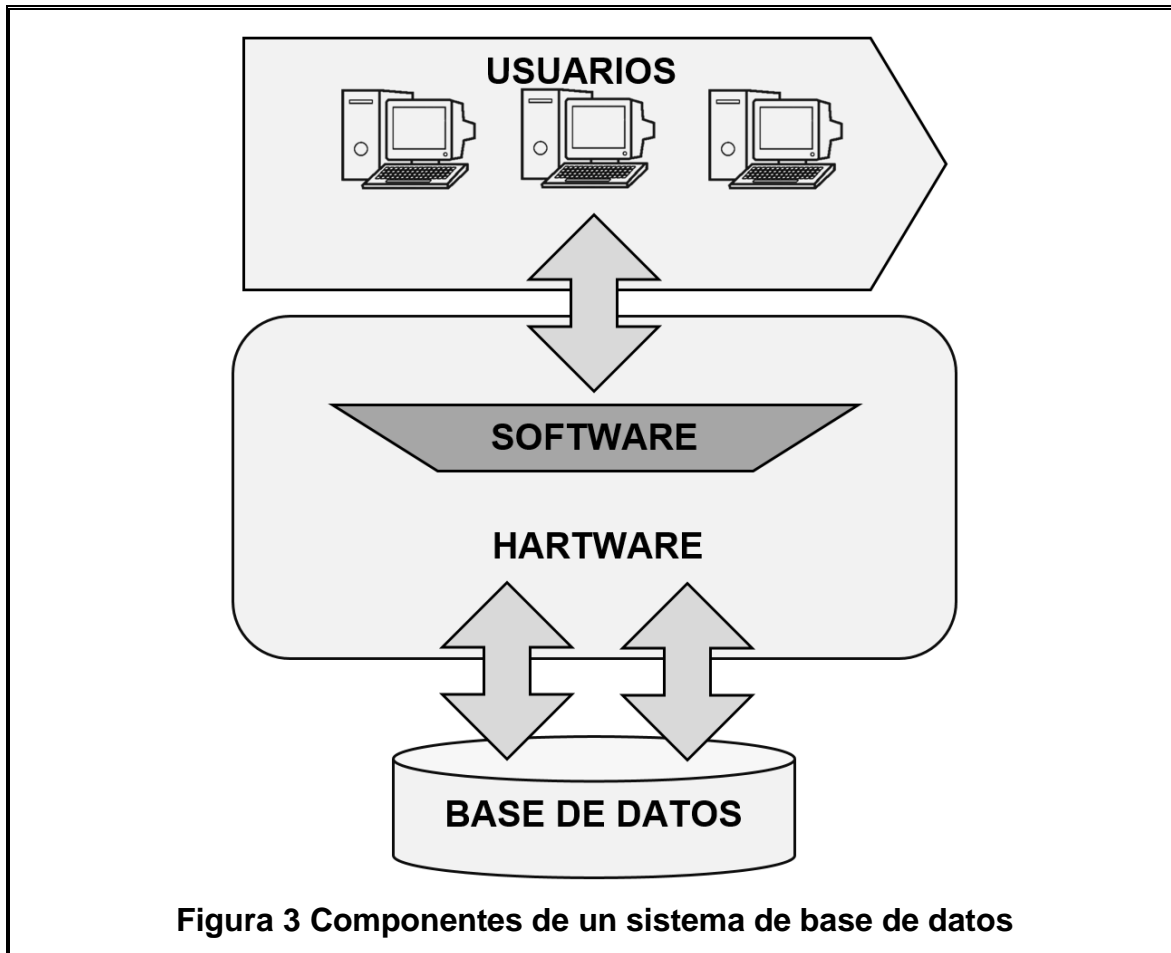 USUARIOS
SOFTWARE
HARTWARE
BASE DE DATOS
Figura 3 Componentes de un sistema de base de datos